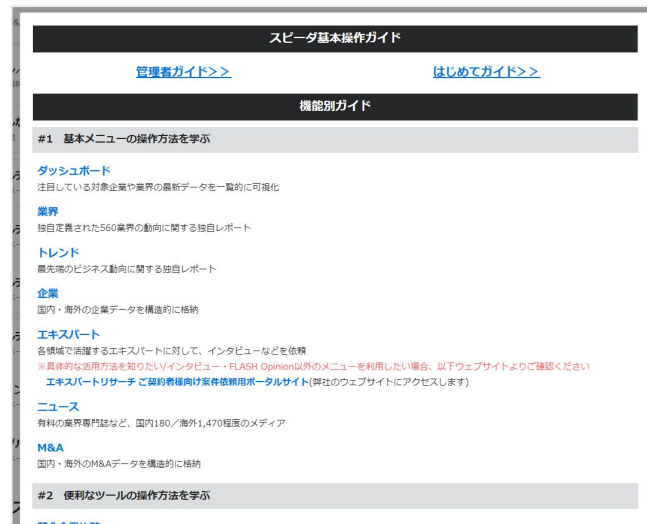 スピーダ基本操作ガイド
管理者ガイド>>
はじめてガイド>>
機能別ガイド
#1 基本メニューの操作方法を学ぶ
ダッシュボード
注目している対象企業や業界の最新データを一覧的に可視化
業界
独自定義された560業界の動向に関する独自レポート
トレンド
最先端のビジネス動向に関する独自レポート
企業
国内・海外の企業データを構造的に格納
エキスパート
各領域で活躍するエキスパートに対して、インタビューなどを依頼
※具体的な活用方法を知りたい/インタビュー・FLASH Opinion以外のメニューを利用したい場合、以下ウェブサイトよりご確認ください
エキスパートリサーチ ご契約者様向け案件依頼用ポータルサイト(弊社のウェブサイトにアクセスします)
ニュース
有料の業界専門誌など、国内180／海外1,470程度のメディア
M&A
国内・海外のM&Aデータを構造的に格納
#2 便利なツールの操作方法を学ぶ